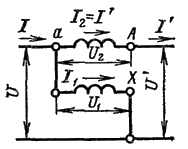 I I₂=I' I'
a A
U₂
I₁ X
U U₁ U'